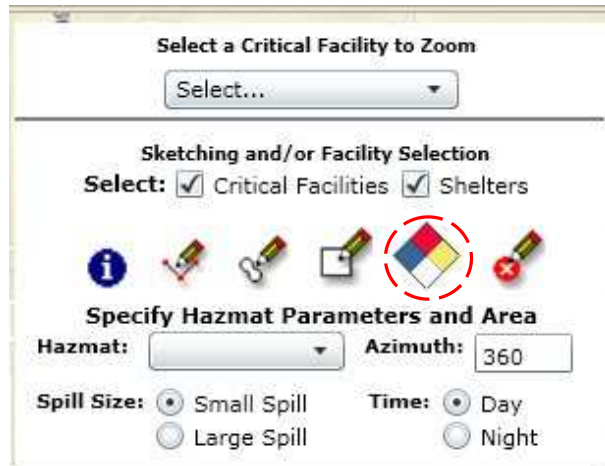 Select a Critical Facility to Zoom
Select...
Sketching and/or Facility Selection
Select: Critical Facilities Shelters
i
Specify Hazmat Parameters and Area
Hazmat: Azimuth: 360
Spill Size: Small Spill Time: Day
Large Spill Night